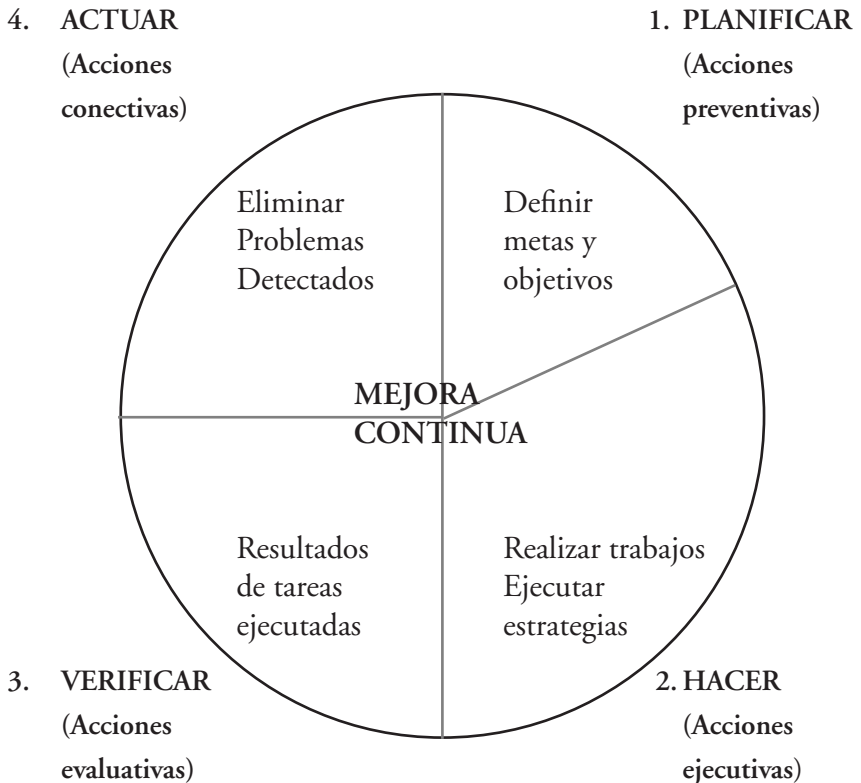 4. ACTUAR
(Acciones
conectivas)
1. PLANIFICAR
(Acciones
preventivas)
Eliminar
Problemas
Detectados
Definir
metas y
objetivos
MEJORA
CONTINUA
Resultados
de tareas
ejecutadas
Realizar trabajos
Ejecutar
estrategias
3. VERIFICAR
(Acciones
evaluativas)
2. HACER
(Acciones
ejecutivas)